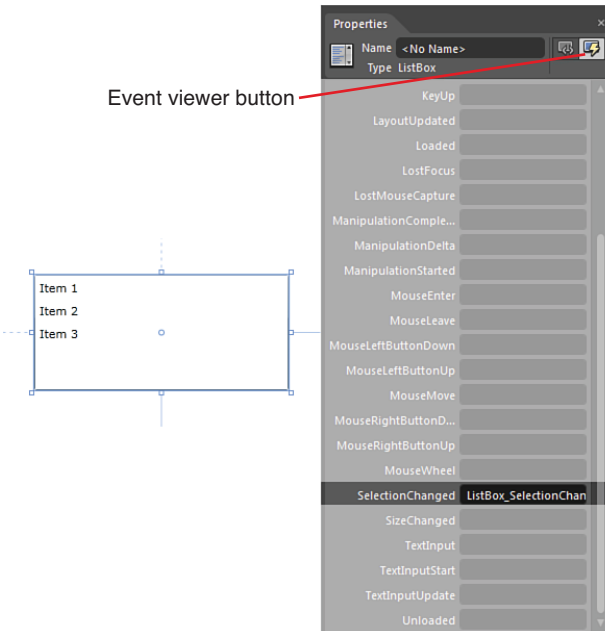 Properties
Name <No Name>
Type ListBox
Event viewer button
KeyUp
LayoutUpdated
Loaded
LostFocus
LostMouseCapture
ManipulationComple...
ManipulationDelta
ManipulationStarted
MouseEnter
MouseLeave
MouseLeftButtonDown
MouseLeftButtonUp
MouseMove
MouseRightButtonD...
MouseRightButtonUp
MouseWheel
SelectionChanged ListBox_SelectionChan
SizeChanged
TextInput
TextInputStart
TextInputUpdate
Unloaded
Item 1
Item 2
Item 3